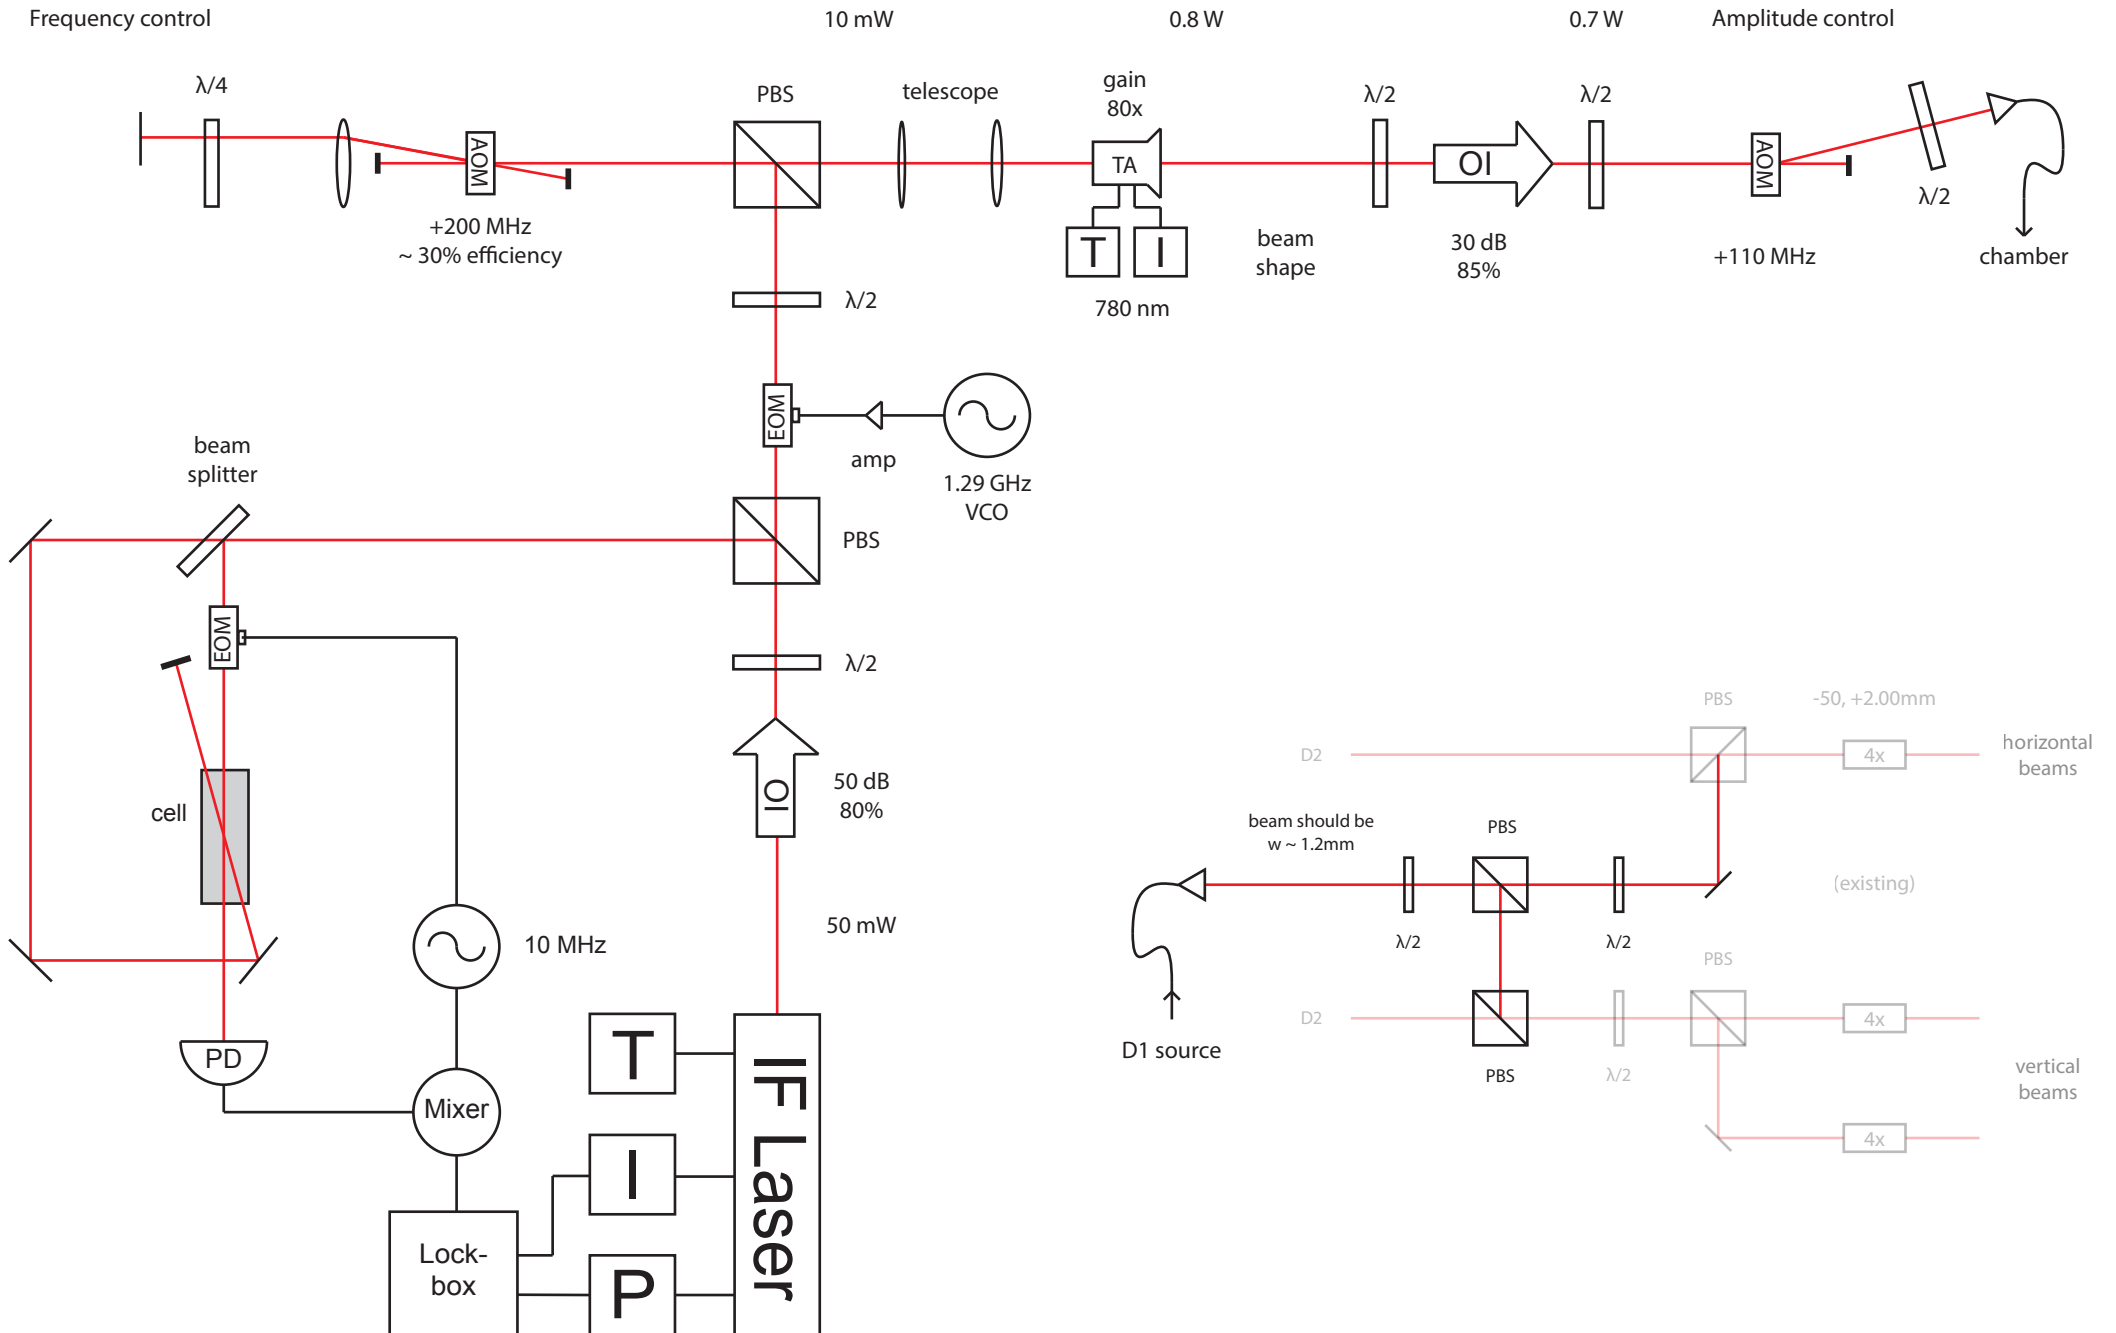 Frequency control
10 mW
0.8 W
0.7 W
Amplitude control
λ/4
PBS
telescope
gain
80x
λ/2
λ/2
AOM
TA
OI
AOM
λ/2
+200 MHz
~ 30% efficiency
T
I
beam
shape
30 dB
85%
+110 MHz
chamber
780 nm
λ/2
EOM
amp
1.29 GHz
VCO
beam
splitter
PBS
EOM
λ/2
cell
OI
50 dB
80%
50 mW
10 MHz
PD
Mixer
Lock-
box
T
I
P
IF Laser
PBS
-50, +2.00mm
D2
4x
horizontal
beams
beam should be
w ~ 1.2mm
PBS
(existing)
λ/2
λ/2
PBS
D2
4x
D1 source
PBS
λ/2
vertical
beams
4x